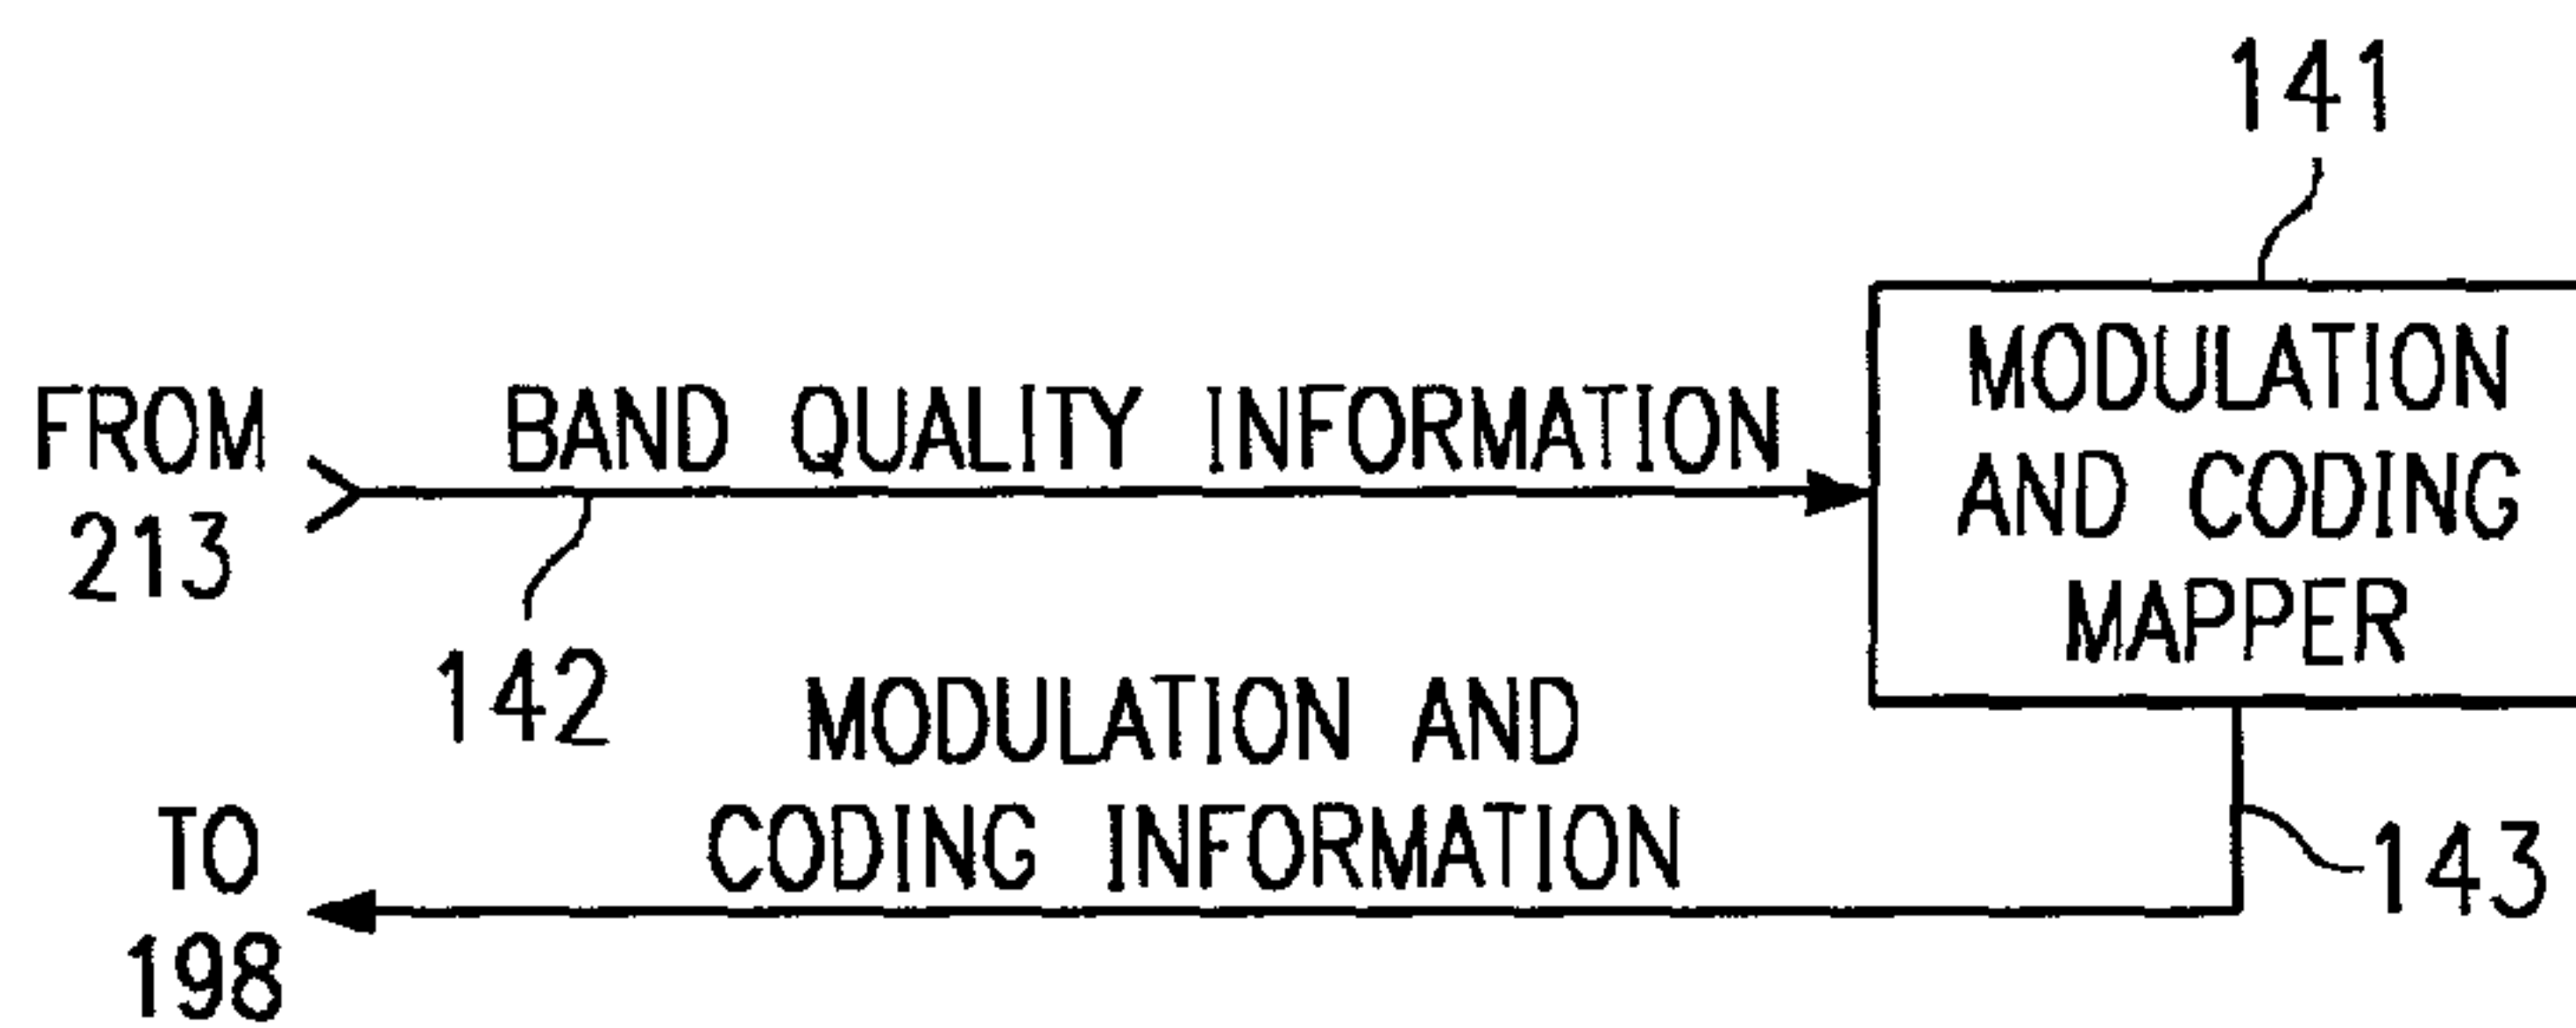 141
FROM
213
BAND QUALITY INFORMATION
142
MODULATION
AND CODING
MAPPER
MODULATION AND
CODING INFORMATION
TO
198
143